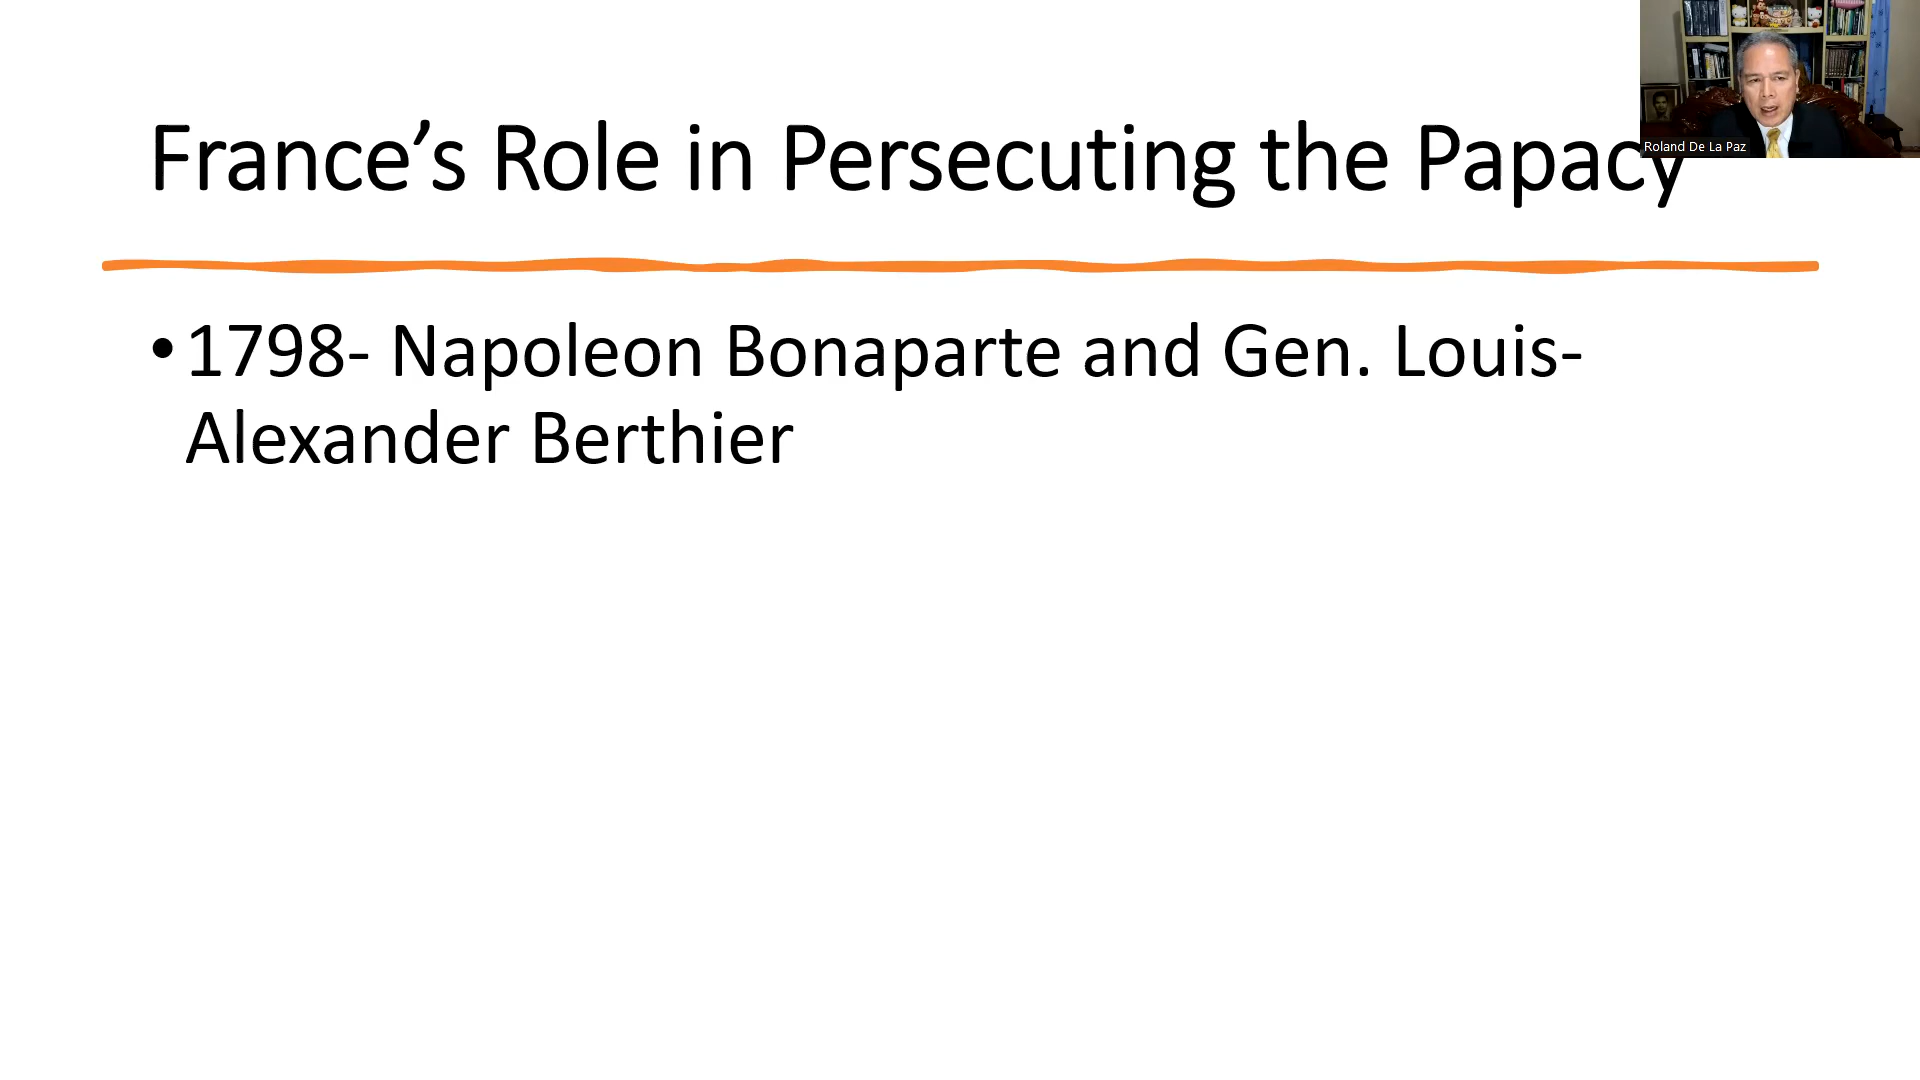 France’s Role in Persecuting the Papacy
Roland De La Paz
•1798- Napoleon Bonaparte and Gen. Louis-
Alexander Berthier